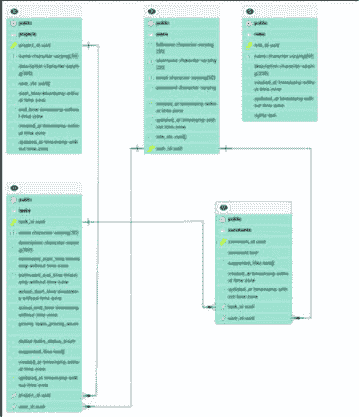 public
projects
project_id uuid
name character varying(50)
description character varying(200)
user_ids uuid[]
start_time timestamp without time zone
end_time timestamp without time zone
created_at timestamp without time zone
updated_at timestamp without time zone
public
users
fullname character varying
username character varying
email character varying(50)
password character varying
created_at timestamp without time zone
updated_at timestamp without time zone
role_ids uuid[]
user_id uuid
public
roles
role_id uuid
name character varying(50)
description character varying
created_at timestamp without time zone
updated_at timestamp without time zone
rights text
public
tasks
task_id uuid
name character varying
description character varying
estimated_start_time timestamp without time zone
estimated_end_time timestamp without time zone
actual_start_time timestamp without time zone
actual_end_time timestamp without time zone
priority tasks_priority_enum
status tasks_status_enum
supported_files text[]
created_at timestamp without time zone
updated_at timestamp without time zone
project_id uuid
user_id uuid
public
comments
comment_id uuid
comment text
supported_files text[]
created_at timestamp without time zone
updated_at timestamp without time zone
task_id uuid
user_id uuid